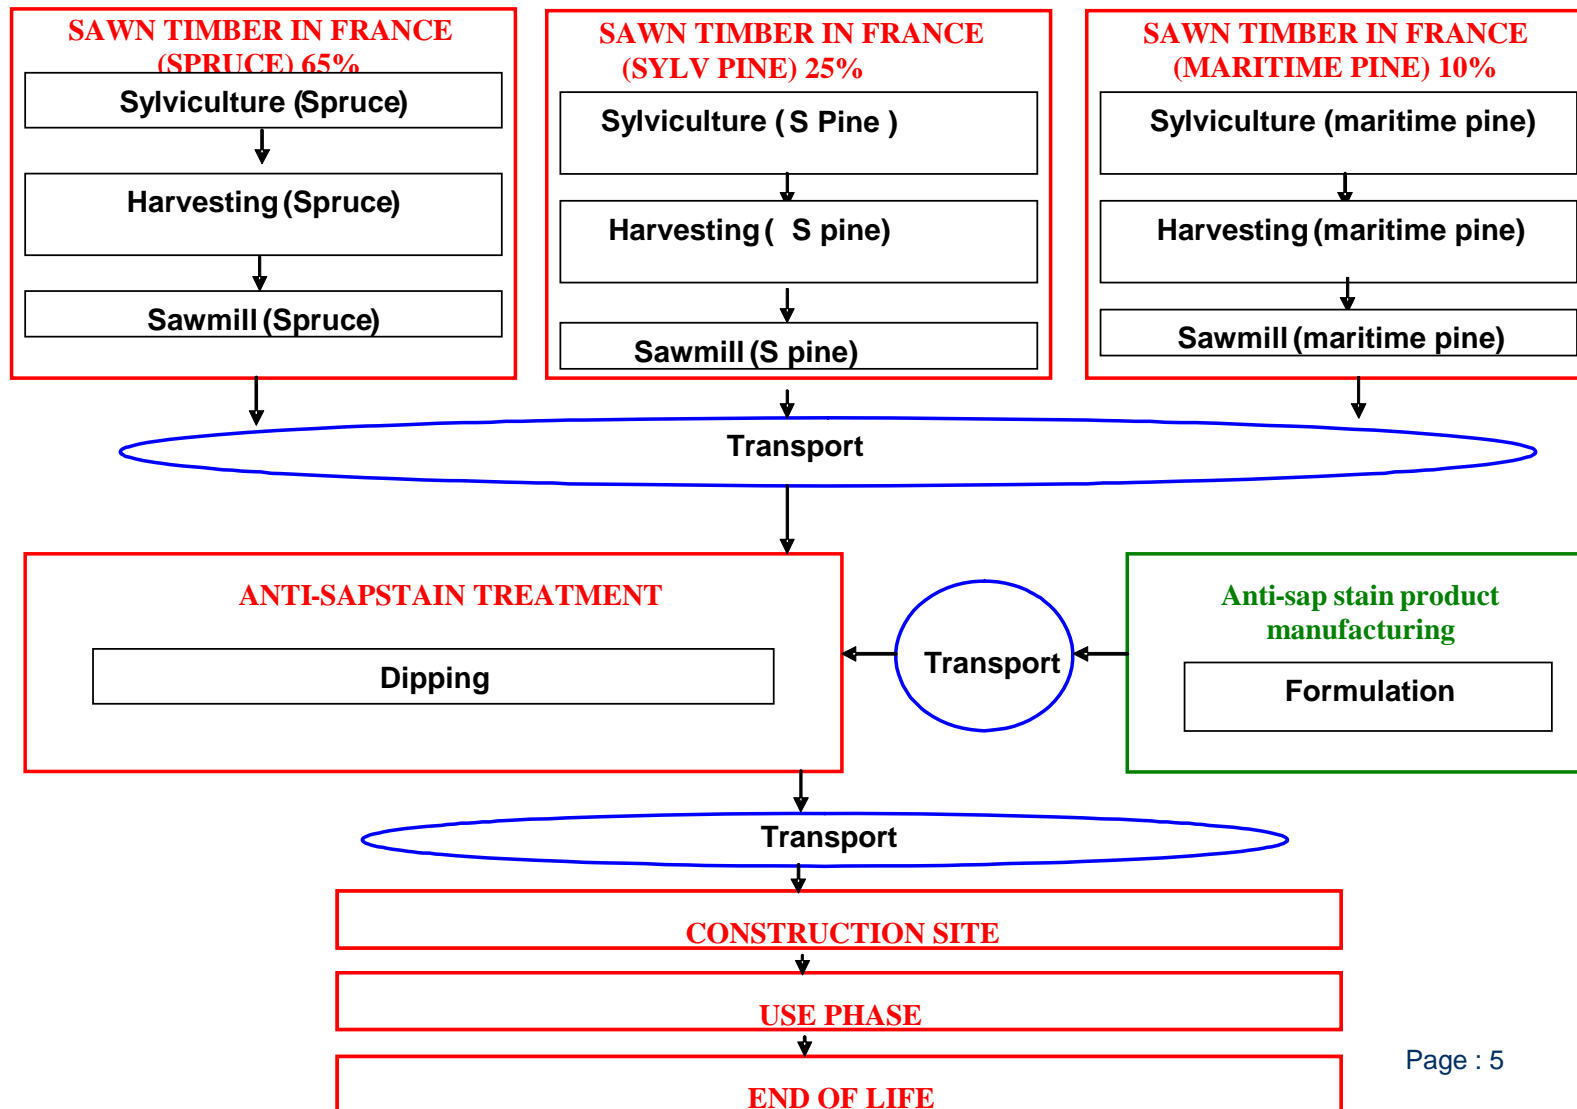 SAWN TIMBER IN FRANCE
(SPRUCE) 65%
Sylviculture (Spruce)
Harvesting (Spruce)
Sawmill (Spruce)
SAWN TIMBER IN FRANCE
(SYLV PINE) 25%
Sylviculture ( S Pine )
Harvesting ( S pine)
Sawmill (S pine)
SAWN TIMBER IN FRANCE
(MARITIME PINE) 10%
Sylviculture (maritime pine)
Harvesting (maritime pine)
Sawmill (maritime pine)
Transport
ANTI-SAPSTAIN TREATMENT
Dipping
Transport
Anti-sap stain product
manufacturing
Formulation
Transport
CONSTRUCTION SITE
USE PHASE
END OF LIFE
Page : 5